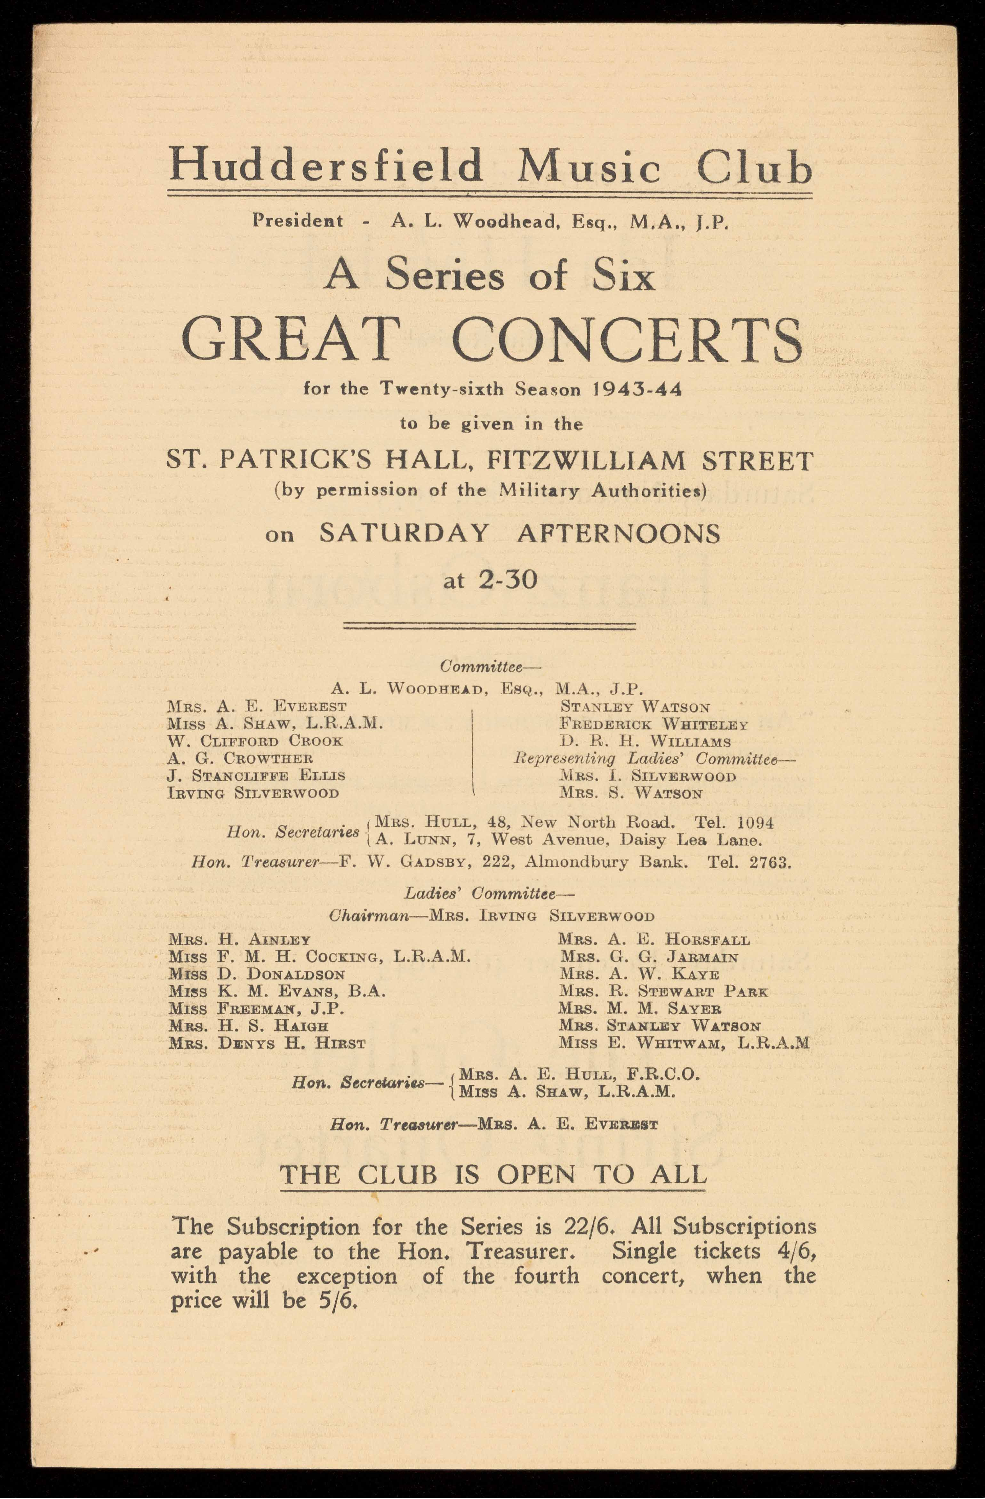 Huddersfield Music Club
President - A. L. Woodhead, Esq., M.A., J.P.
A Series of Six
GREAT CONCERTS
for the Twenty-sixth Season 1943-44
to be given in the
ST. PATRICK'S HALL, FITZWILLIAM STREET
(by permission of the Military Authorities)
on SATURDAY AFTERNOONS
at 2-30
Committee—
A. L. WOODHEAD, ESQ., M.A., J.P.
MRS. A. E. EVEREST
MISS A. SHAW, L.R.A.M.
W. CLIFFORD CROOK
A. G. CROWTHER
J. STANCLIFFE ELLIS
IRVING SILVERWOOD
STANLEY WATSON
FREDERICK WHITELEY
D. R. H. WILLIAMS
Representing Ladies' Committee—
MRS. I. SILVERWOOD
MRS. S. WATSON
Hon. Secretaries { MRS. HULL, 48, New North Road. Tel. 1094
A. LUNN, 7, West Avenue, Daisy Lea Lane.
Hon. Treasurer—F. W. GADSBY, 222, Almondbury Bank. Tel. 2763.
Ladies' Committee—
Chairman—MRS. IRVING SILVERWOOD
MRS. H. AINLEY
MISS F. M. H. COCKING, L.R.A.M.
MISS D. DONALDSON
MISS K. M. EVANS, B.A.
MISS FREEMAN, J.P.
MRS. H. S. HAIGH
MRS. DENYS H. HIRST
MRS. A. E. HORSFALL
MRS. G. G. JARMAIN
MRS. A. W. KAYE
MRS. R. STEWART PARK
MRS. M. M. SAYER
MRS. STANLEY WATSON
MISS E. WHITWAM, L.R.A.M
Hon. Secretaries— { MRS. A. E. HULL, F.R.C.O.
MISS A. SHAW, L.R.A.M.
Hon. Treasurer—MRS. A. E. EVEREST
THE CLUB IS OPEN TO ALL
The Subscription for the Series is 22/6. All Subscriptions
are payable to the Hon. Treasurer. Single tickets 4/6,
with the exception of the fourth concert, when the
price will be 5/6.